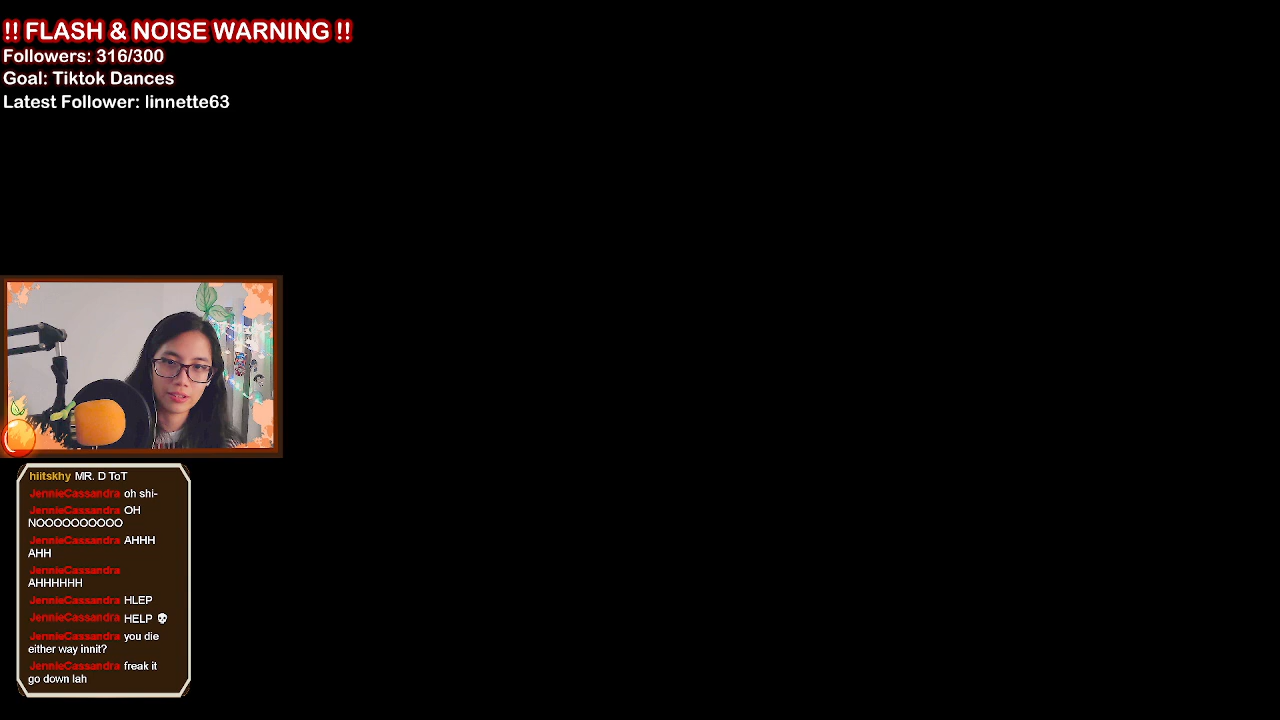 !! FLASH & NOISE WARNING !!
Followers: 316/300
Goal: Tiktok Dances
Latest Follower: linnette63
hiitskhy MR. D ToT
JennieCassandra oh shi-
JennieCassandra OH
NOOOOOOOOOO
JennieCassandra AHHH
AHH
JennieCassandra
AHHHHHH
JennieCassandra HLEP
JennieCassandra HELP 💀
JennieCassandra you die
either way innit?
JennieCassandra freak it
go down lah